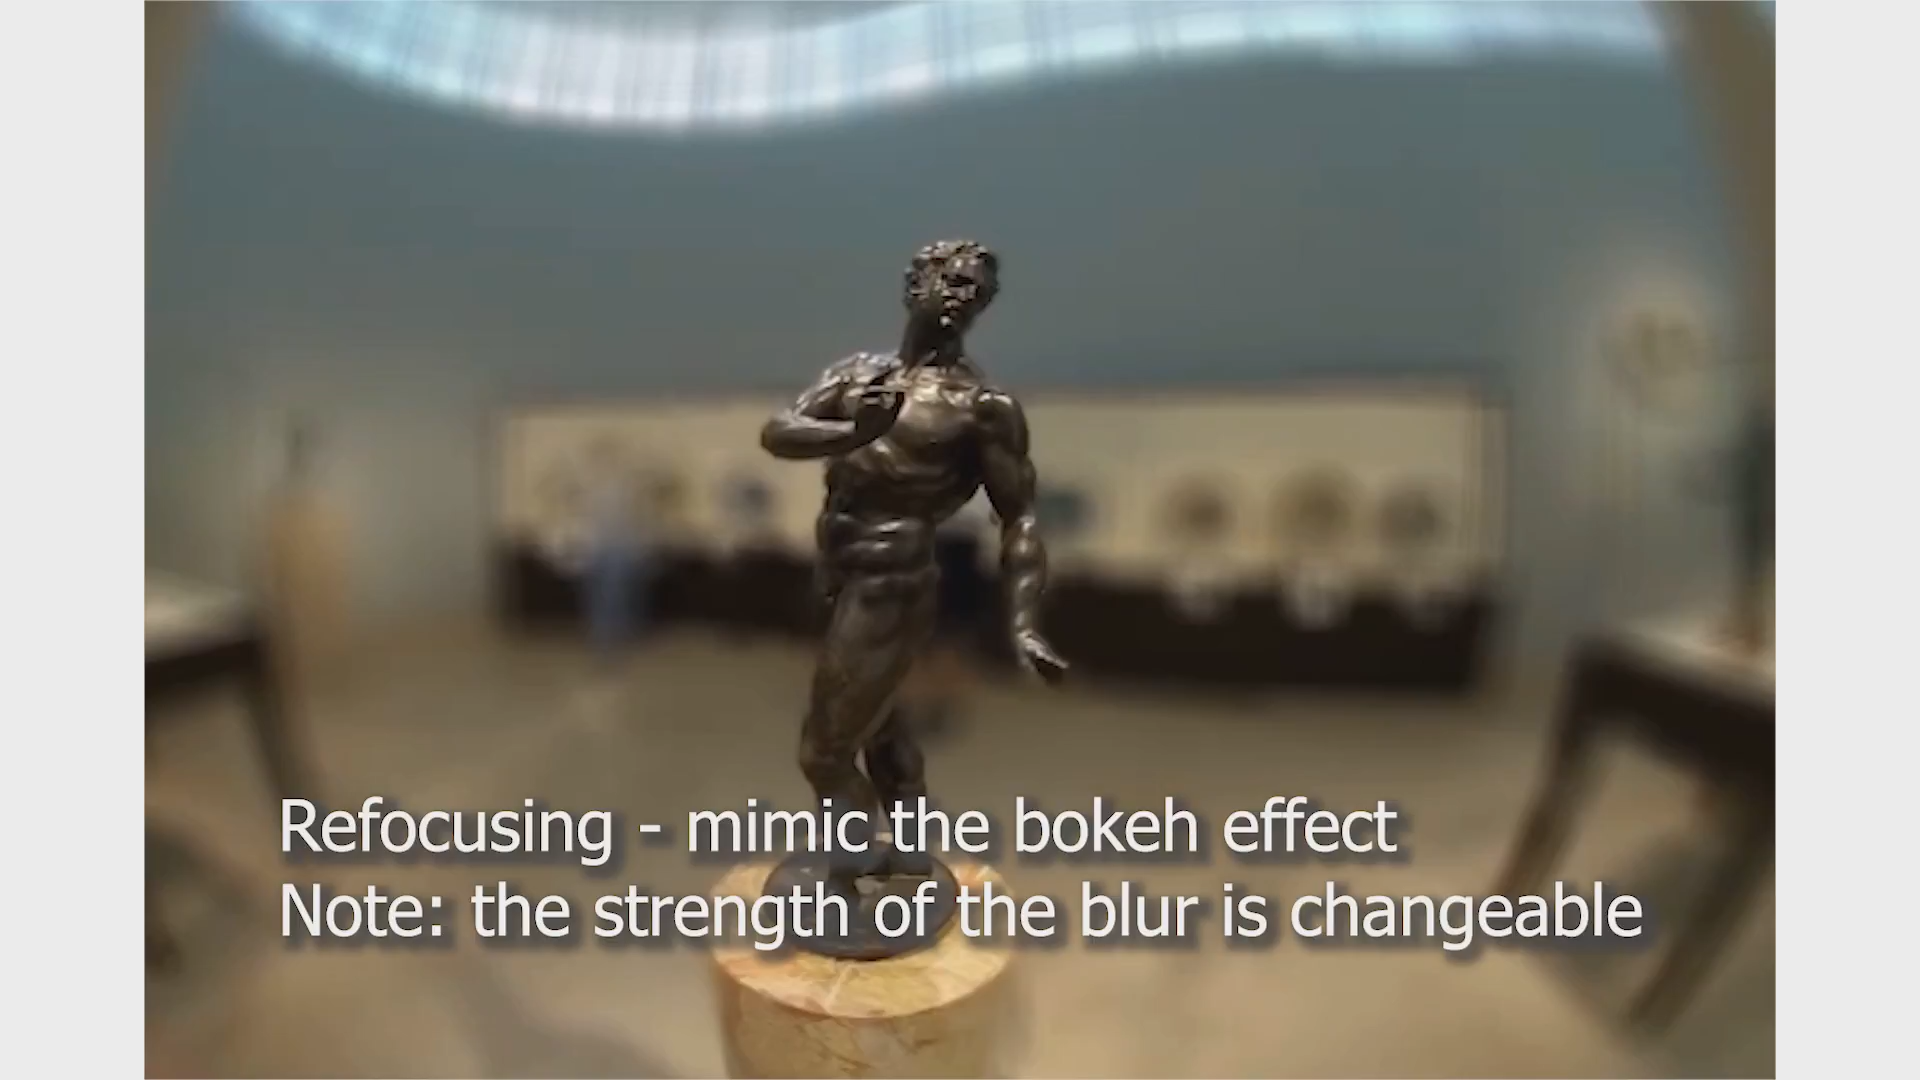 Refocusing - mimic the bokeh effect
Note: the strength of the blur is changeable